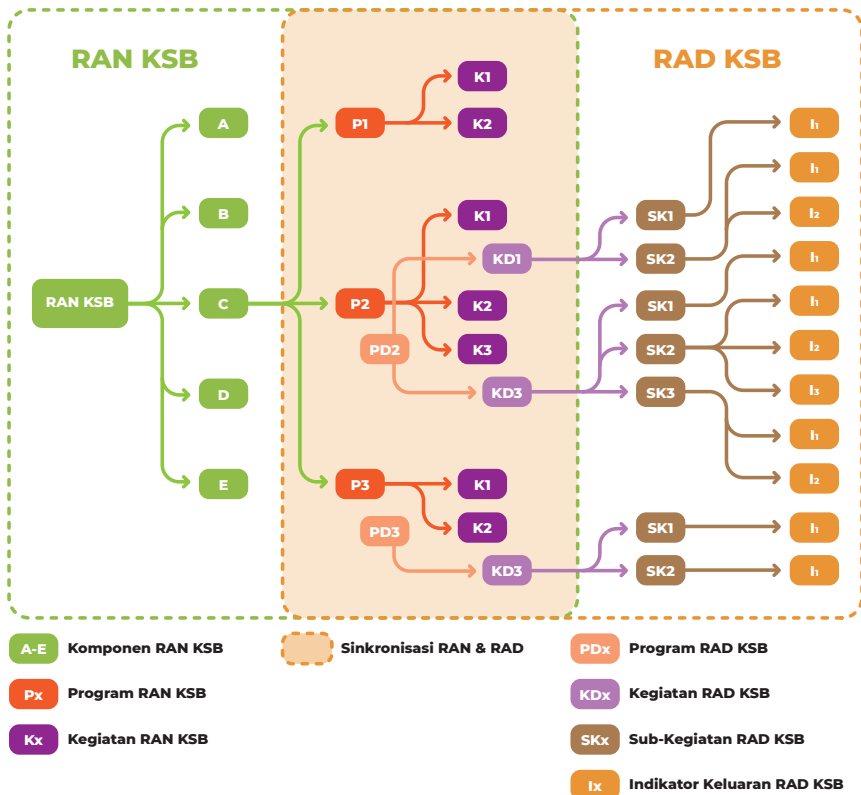 RAN KSB
RAD KSB
K1
A
P1
K2
I₁
I₁
B
K1
SK1
I₂
KD1
SK2
I₁
RAN KSB
C
P2
K2
SK1
I₁
PD2
K3
SK2
I₂
D
KD3
SK3
I₃
I₁
E
P3
K1
I₂
PD3
K2
SK1
I₁
KD3
SK2
I₁
A-E Komponen RAN KSB
Sinkronisasi RAN & RAD
PDx Program RAD KSB
Px Program RAN KSB
KDx Kegiatan RAD KSB
Kx Kegiatan RAN KSB
SKx Sub-Kegiatan RAD KSB
Ix Indikator Keluaran RAD KSB